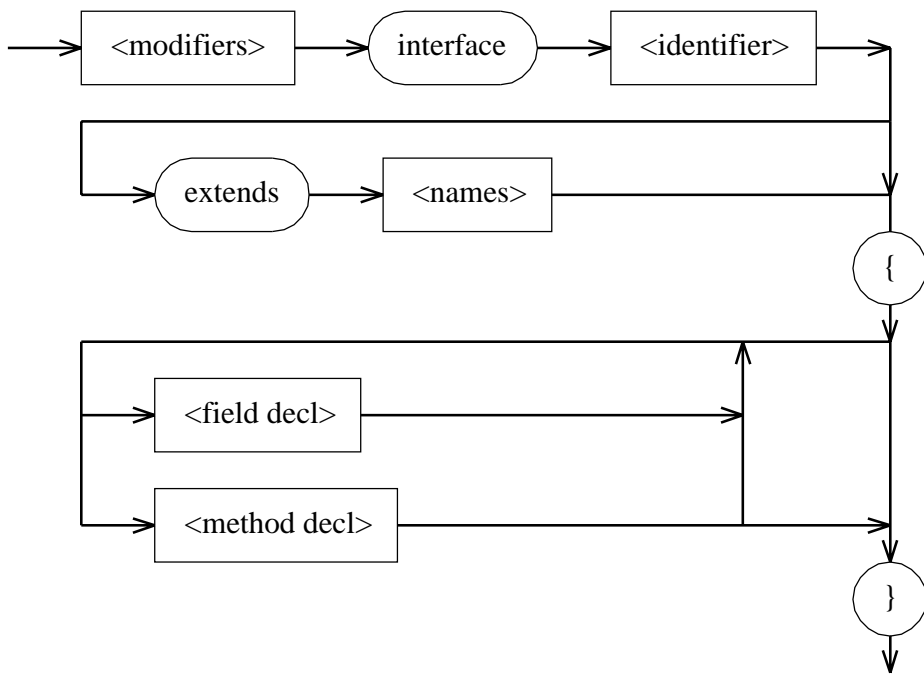 <modifiers> interface <identifier>
extends <names>
{
<field decl>
<method decl>
}